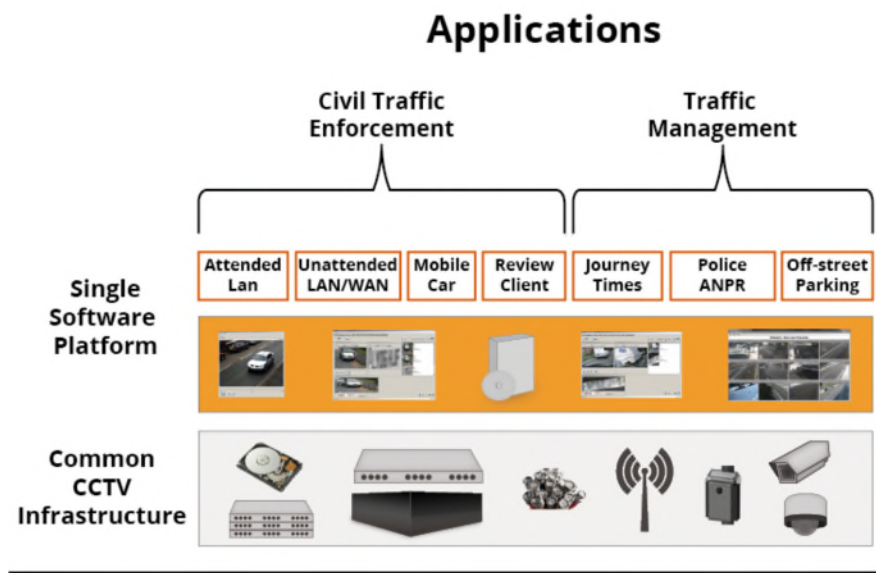 Applications
Civil Traffic
Enforcement
Traffic
Management
Single
Software
Platform
Attended
Lan
Unattended
LAN/WAN
Mobile
Car
Review
Client
Journey
Times
Police
ANPR
Off-street
Parking
Common
CCTV
Infrastructure